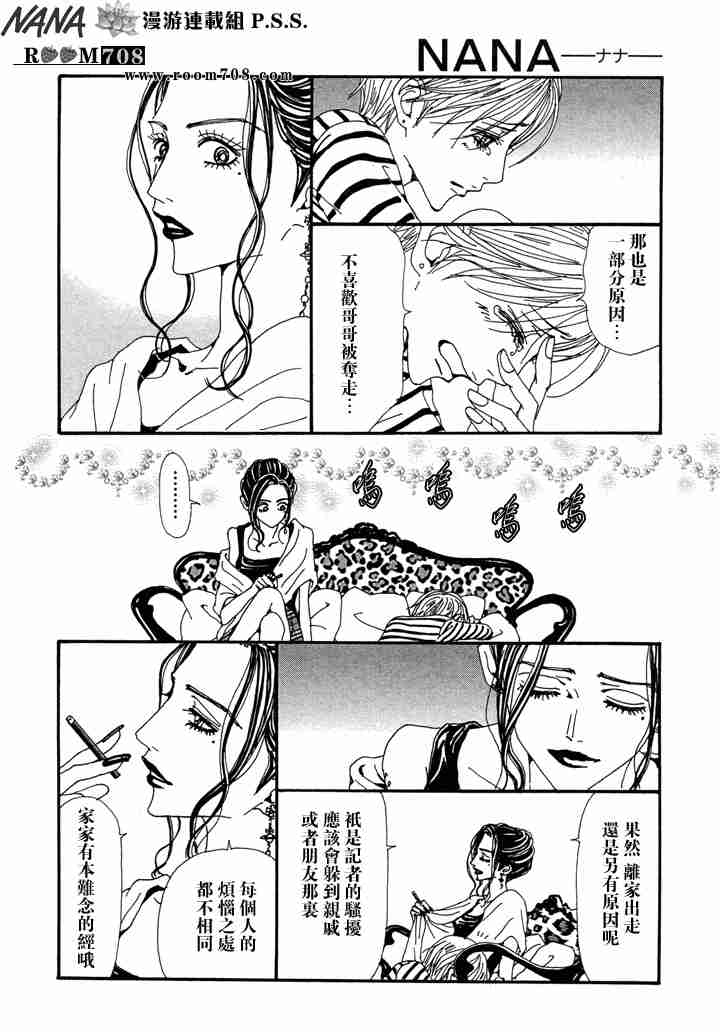 NANA 漫游連載組 P.S.S.
ROOM 708
www.room708.net
NANA—ナナ—
那也是
一部分原因…
不喜歡哥哥被奪走…
………
嗚 嗚 嗚 嗚
果然 離家出走
還是另有原因呢
衹是記者的騷擾
應該會躲到親戚
或者朋友那裏
每個人的
煩惱之處
都不相同
家家有本難念的經哦